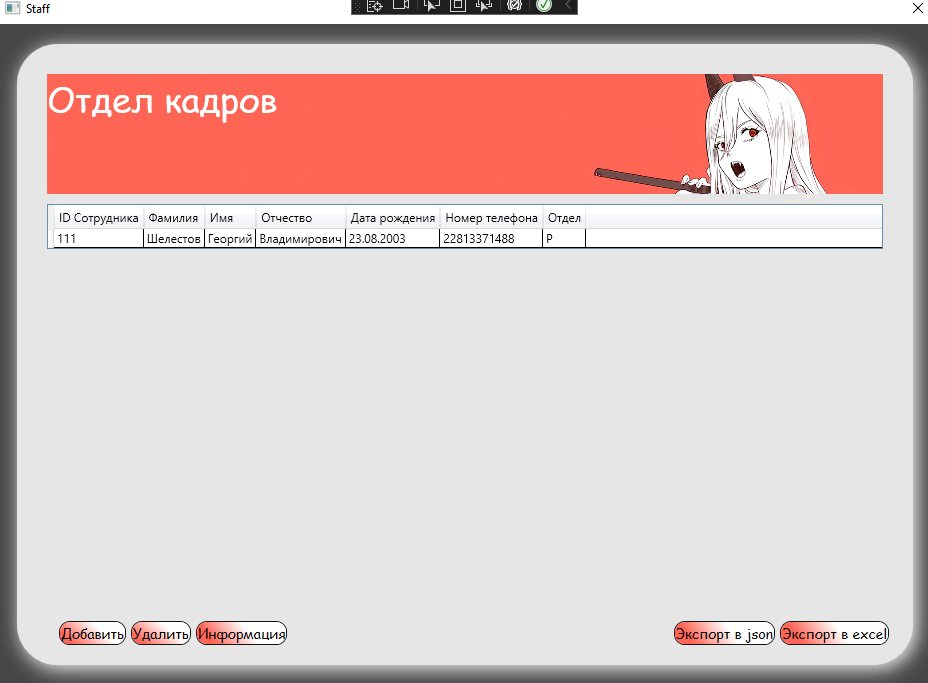 Staff
Отдел кадров
ID Сотрудника Фамилия Имя Отчество Дата рождения Номер телефона Отдел
111 Шелестов Георгий Владимирович 23.08.2003 22813371488 Р
Добавить Удалить Информация Экспорт в json Экспорт в excel